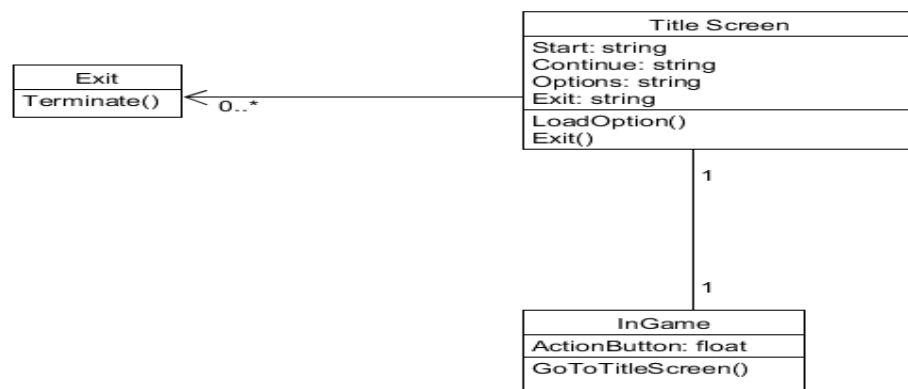 Title Screen
Start: string
Continue: string
Options: string
Exit: string
LoadOption()
Exit()
Exit
Terminate()
0..*
1
1
InGame
ActionButton: float
GoToTitleScreen()